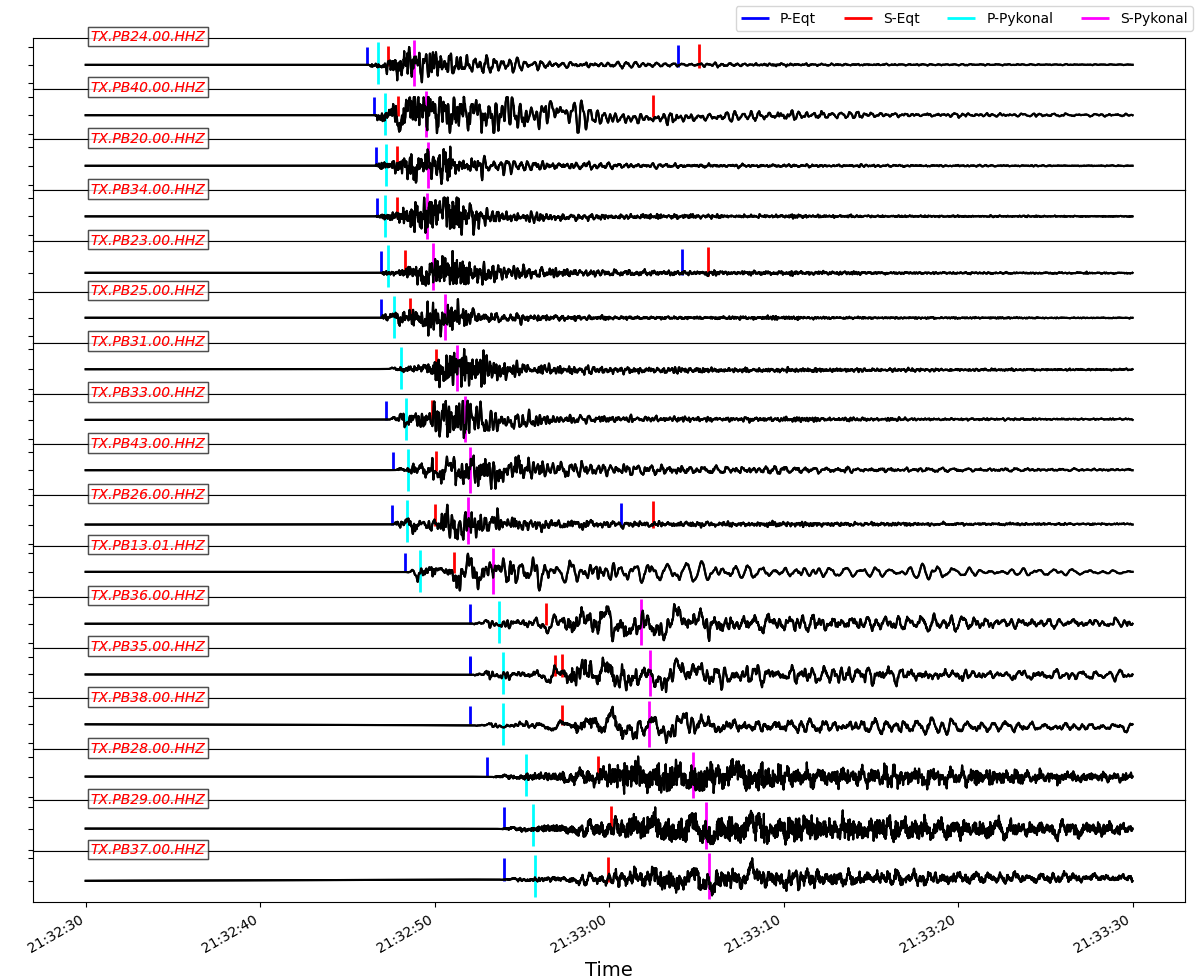 P-Eqt S-Eqt P-Pykonal S-Pykonal
TX.PB24.00.HHZ
TX.PB40.00.HHZ
TX.PB20.00.HHZ
TX.PB34.00.HHZ
TX.PB23.00.HHZ
TX.PB25.00.HHZ
TX.PB31.00.HHZ
TX.PB33.00.HHZ
TX.PB43.00.HHZ
TX.PB26.00.HHZ
TX.PB13.01.HHZ
TX.PB36.00.HHZ
TX.PB35.00.HHZ
TX.PB38.00.HHZ
TX.PB28.00.HHZ
TX.PB29.00.HHZ
TX.PB37.00.HHZ
21:32:30 21:32:40 21:32:50 21:33:00 21:33:10 21:33:20 21:33:30
Time